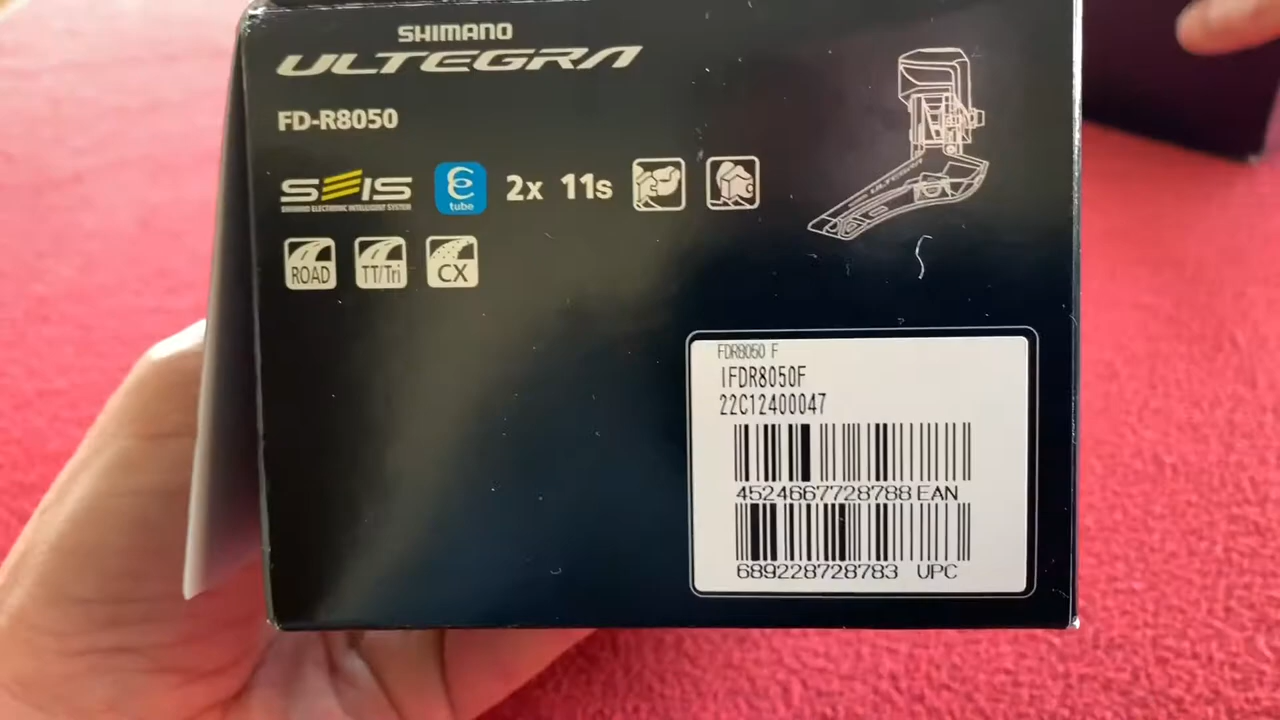 SHIMANO
ULTEGRA
FD-R8050
SEIS
SHIMANO ELECTRONIC INTELLIGENT SYSTEM
E
tube
2x 11s
ROAD TT/Tri CX
ULTEGRA
FDR8050 F
IFDR8050F
22C12400047
4524667728788 EAN
689228728783 UPC